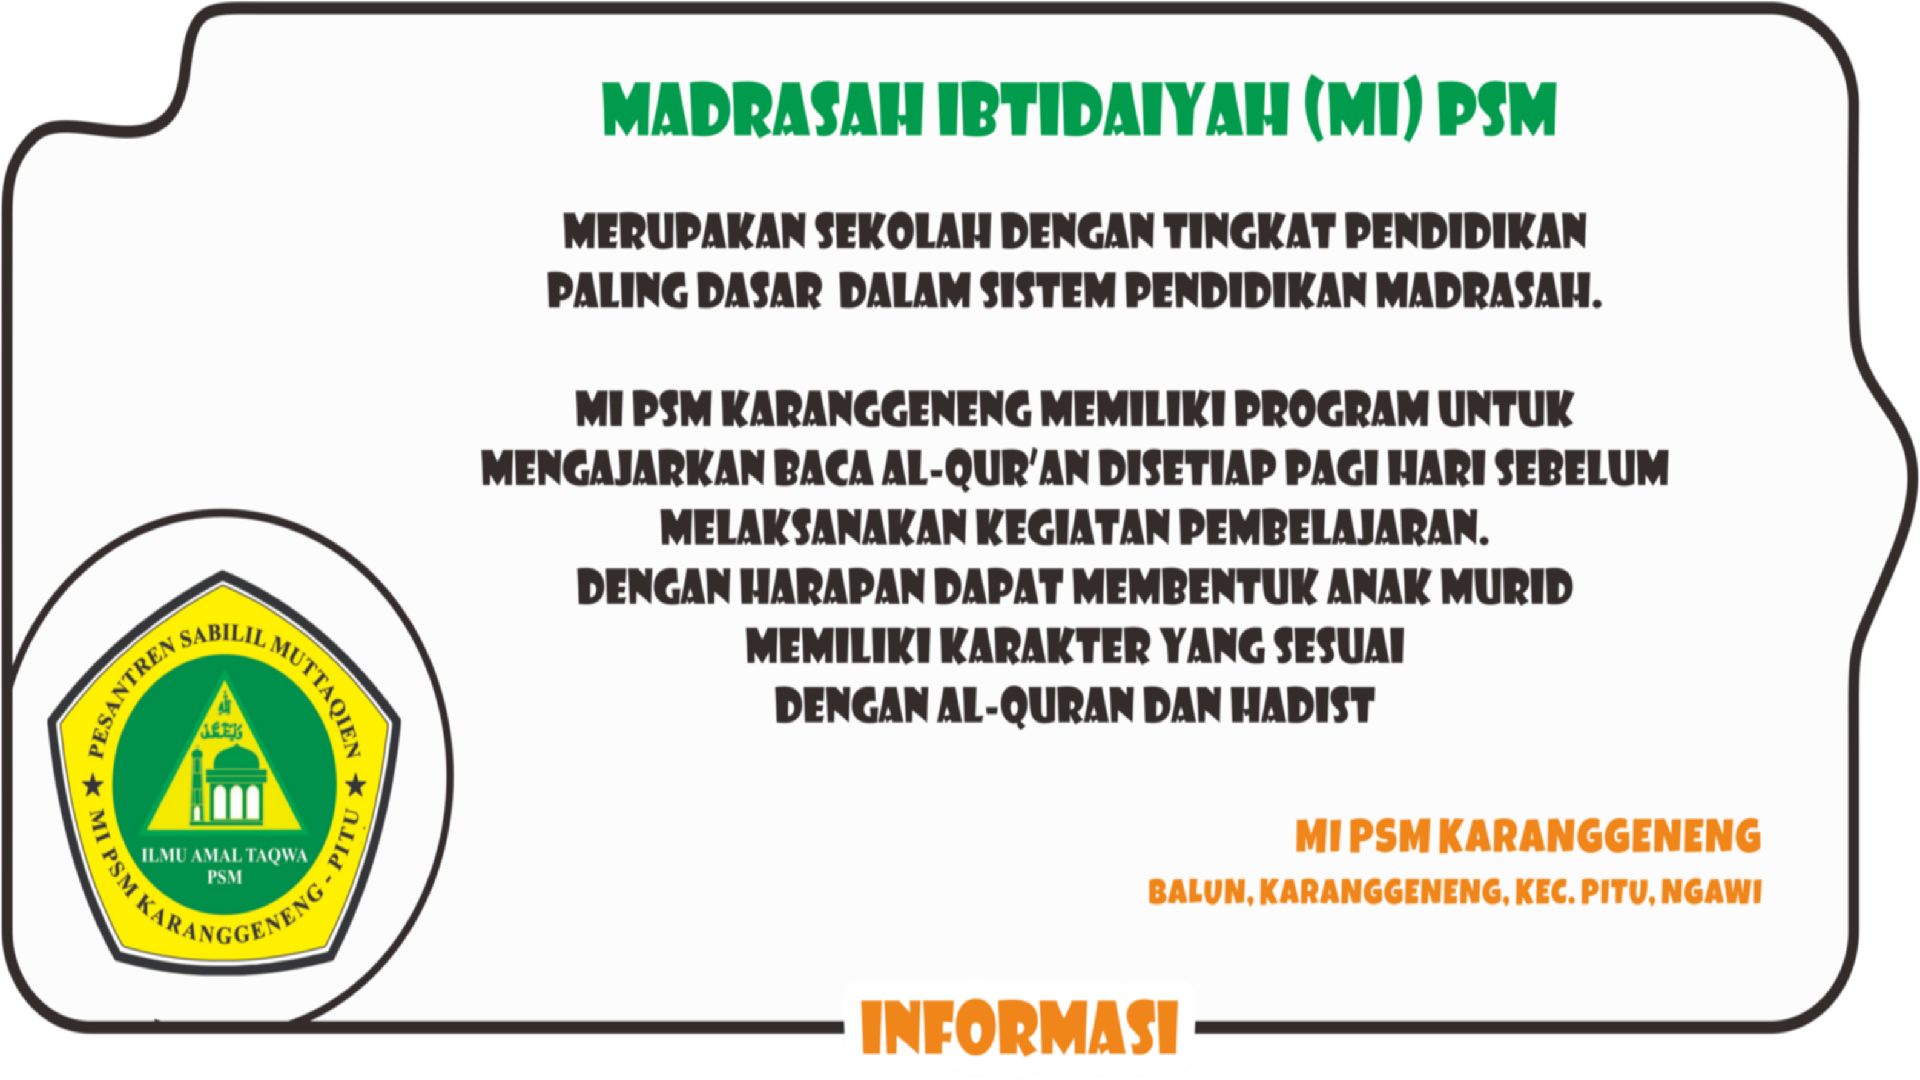 MADRASAH IBTIDAIYAH (MI) PSM
MERUPAKAN SEKOLAH DENGAN TINGKAT PENDIDIKAN
PALING DASAR DALAM SISTEM PENDIDIKAN MADRASAH.
MI PSM KARANGGENENG MEMILIKI PROGRAM UNTUK
MENGAJARKAN BACA AL-QUR'AN DISETIAP PAGI HARI SEBELUM
MELAKSANAKAN KEGIATAN PEMBELAJARAN.
DENGAN HARAPAN DAPAT MEMBENTUK ANAK MURID
MEMILIKI KARAKTER YANG SESUAI
DENGAN AL-QURAN DAN HADIST
PESANTREN SABILIL MUTTAQIEN
ILMU AMAL TAQWA
PSM
MI PSM KARANGGENENG - PITU
MI PSM KARANGGENENG
BALUN, KARANGGENENG, KEC. PITU, NGAWI
INFORMASI